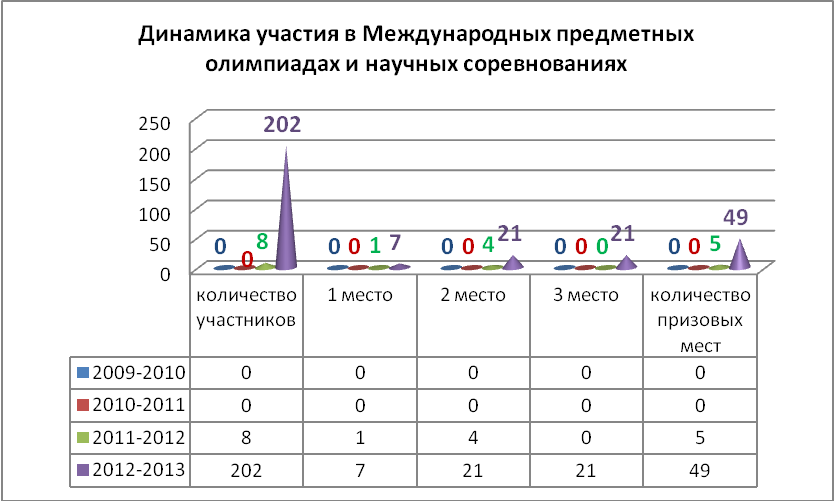 Динамика участия в Международных предметных
олимпиадах и научных соревнованиях
250
200
150
100
50
0
0 0 8 202
0 0 1 7
0 0 4 21
0 0 0 21
0 0 5 49
количество участников 1 место 2 место 3 место количество призовых мест
2009-2010 0 0 0 0 0
2010-2011 0 0 0 0 0
2011-2012 8 1 4 0 5
2012-2013 202 7 21 21 49